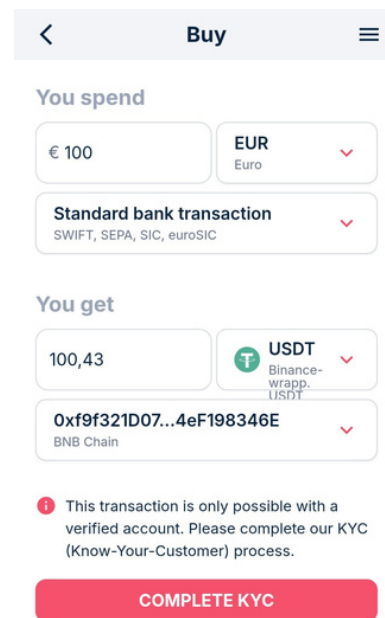 Buy
You spend
€ 100
EUR
Euro
Standard bank transaction
SWIFT, SEPA, SIC, euroSIC
You get
100,43
USDT
Binance-
wrapp.
USDT
0xf9f321D07...4eF198346E
BNB Chain
This transaction is only possible with a
verified account. Please complete our KYC
(Know-Your-Customer) process.
COMPLETE KYC